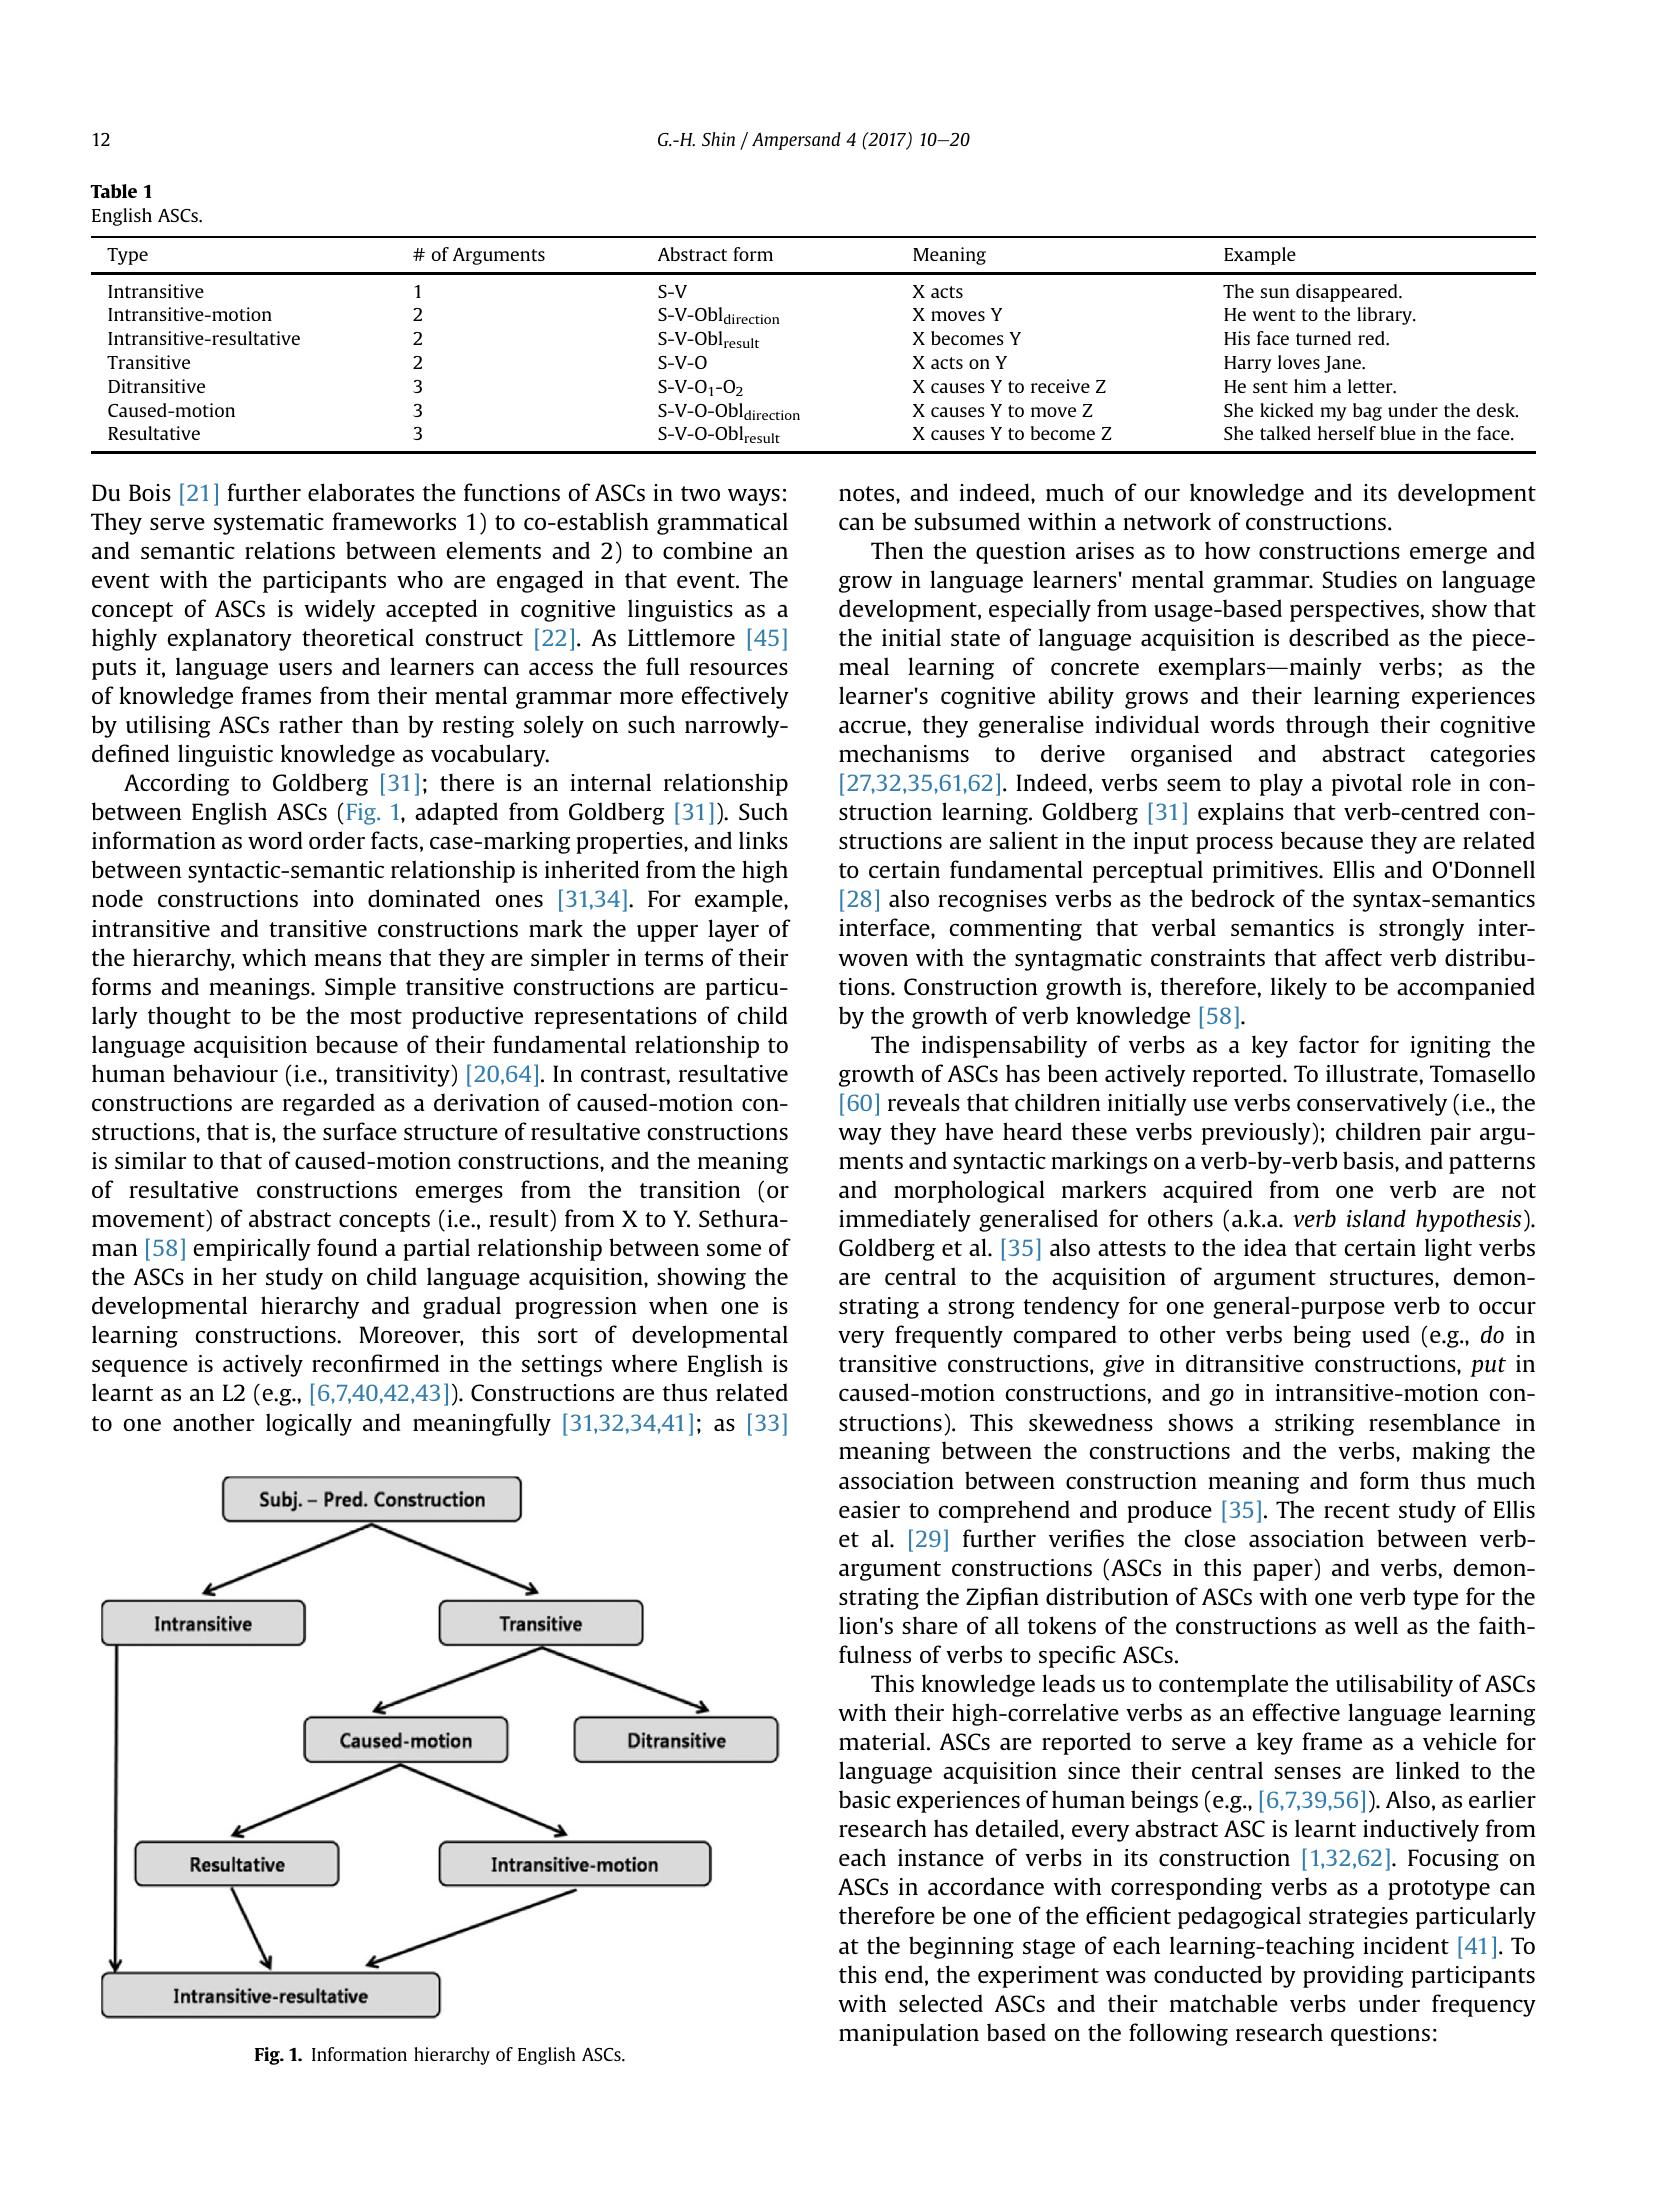 12
G.-H. Shin / Ampersand 4 (2017) 10–20
Table 1
English ASCs.
Type # of Arguments Abstract form Meaning Example
Intransitive 1 S-V X acts The sun disappeared.
Intransitive-motion 2 S-V-Obldirection X moves Y He went to the library.
Intransitive-resultative 2 S-V-Oblresult X becomes Y His face turned red.
Transitive 2 S-V-O X acts on Y Harry loves Jane.
Ditransitive 3 S-V-O1-O2 X causes Y to receive Z He sent him a letter.
Caused-motion 3 S-V-O-Obldirection X causes Y to move Z She kicked my bag under the desk.
Resultative 3 S-V-O-Oblresult X causes Y to become Z She talked herself blue in the face.
Du Bois [21] further elaborates the functions of ASCs in two ways:
They serve systematic frameworks 1) to co-establish grammatical
and semantic relations between elements and 2) to combine an
event with the participants who are engaged in that event. The
concept of ASCs is widely accepted in cognitive linguistics as a
highly explanatory theoretical construct [22]. As Littlemore [45]
puts it, language users and learners can access the full resources
of knowledge frames from their mental grammar more effectively
by utilising ASCs rather than by resting solely on such narrowly-
defined linguistic knowledge as vocabulary.
According to Goldberg [31]; there is an internal relationship
between English ASCs (Fig. 1, adapted from Goldberg [31]). Such
information as word order facts, case-marking properties, and links
between syntactic-semantic relationship is inherited from the high
node constructions into dominated ones [31,34]. For example,
intransitive and transitive constructions mark the upper layer of
the hierarchy, which means that they are simpler in terms of their
forms and meanings. Simple transitive constructions are particu-
larly thought to be the most productive representations of child
language acquisition because of their fundamental relationship to
human behaviour (i.e., transitivity) [20,64]. In contrast, resultative
constructions are regarded as a derivation of caused-motion con-
structions, that is, the surface structure of resultative constructions
is similar to that of caused-motion constructions, and the meaning
of resultative constructions emerges from the transition (or
movement) of abstract concepts (i.e., result) from X to Y. Sethura-
man [58] empirically found a partial relationship between some of
the ASCs in her study on child language acquisition, showing the
developmental hierarchy and gradual progression when one is
learning constructions. Moreover, this sort of developmental
sequence is actively reconfirmed in the settings where English is
learnt as an L2 (e.g., [6,7,40,42,43]). Constructions are thus related
to one another logically and meaningfully [31,32,34,41]; as [33]
Subj. – Pred. Construction
Intransitive
Transitive
Caused-motion
Ditransitive
Resultative
Intransitive-motion
Intransitive-resultative
Fig. 1. Information hierarchy of English ASCs.
notes, and indeed, much of our knowledge and its development
can be subsumed within a network of constructions.
Then the question arises as to how constructions emerge and
grow in language learners' mental grammar. Studies on language
development, especially from usage-based perspectives, show that
the initial state of language acquisition is described as the piece-
meal learning of concrete exemplars—mainly verbs; as the
learner's cognitive ability grows and their learning experiences
accrue, they generalise individual words through their cognitive
mechanisms to derive organised and abstract categories
[27,32,35,61,62]. Indeed, verbs seem to play a pivotal role in con-
struction learning. Goldberg [31] explains that verb-centred con-
structions are salient in the input process because they are related
to certain fundamental perceptual primitives. Ellis and O'Donnell
[28] also recognises verbs as the bedrock of the syntax-semantics
interface, commenting that verbal semantics is strongly inter-
woven with the syntagmatic constraints that affect verb distribu-
tions. Construction growth is, therefore, likely to be accompanied
by the growth of verb knowledge [58].
The indispensability of verbs as a key factor for igniting the
growth of ASCs has been actively reported. To illustrate, Tomasello
[60] reveals that children initially use verbs conservatively (i.e., the
way they have heard these verbs previously); children pair argu-
ments and syntactic markings on a verb-by-verb basis, and patterns
and morphological markers acquired from one verb are not
immediately generalised for others (a.k.a. verb island hypothesis).
Goldberg et al. [35] also attests to the idea that certain light verbs
are central to the acquisition of argument structures, demon-
strating a strong tendency for one general-purpose verb to occur
very frequently compared to other verbs being used (e.g., do in
transitive constructions, give in ditransitive constructions, put in
caused-motion constructions, and go in intransitive-motion con-
structions). This skewedness shows a striking resemblance in
meaning between the constructions and the verbs, making the
association between construction meaning and form thus much
easier to comprehend and produce [35]. The recent study of Ellis
et al. [29] further verifies the close association between verb-
argument constructions (ASCs in this paper) and verbs, demon-
strating the Zipfian distribution of ASCs with one verb type for the
lion's share of all tokens of the constructions as well as the faith-
fulness of verbs to specific ASCs.
This knowledge leads us to contemplate the utilisability of ASCs
with their high-correlative verbs as an effective language learning
material. ASCs are reported to serve a key frame as a vehicle for
language acquisition since their central senses are linked to the
basic experiences of human beings (e.g., [6,7,39,56]). Also, as earlier
research has detailed, every abstract ASC is learnt inductively from
each instance of verbs in its construction [1,32,62]. Focusing on
ASCs in accordance with corresponding verbs as a prototype can
therefore be one of the efficient pedagogical strategies particularly
at the beginning stage of each learning-teaching incident [41]. To
this end, the experiment was conducted by providing participants
with selected ASCs and their matchable verbs under frequency
manipulation based on the following research questions: